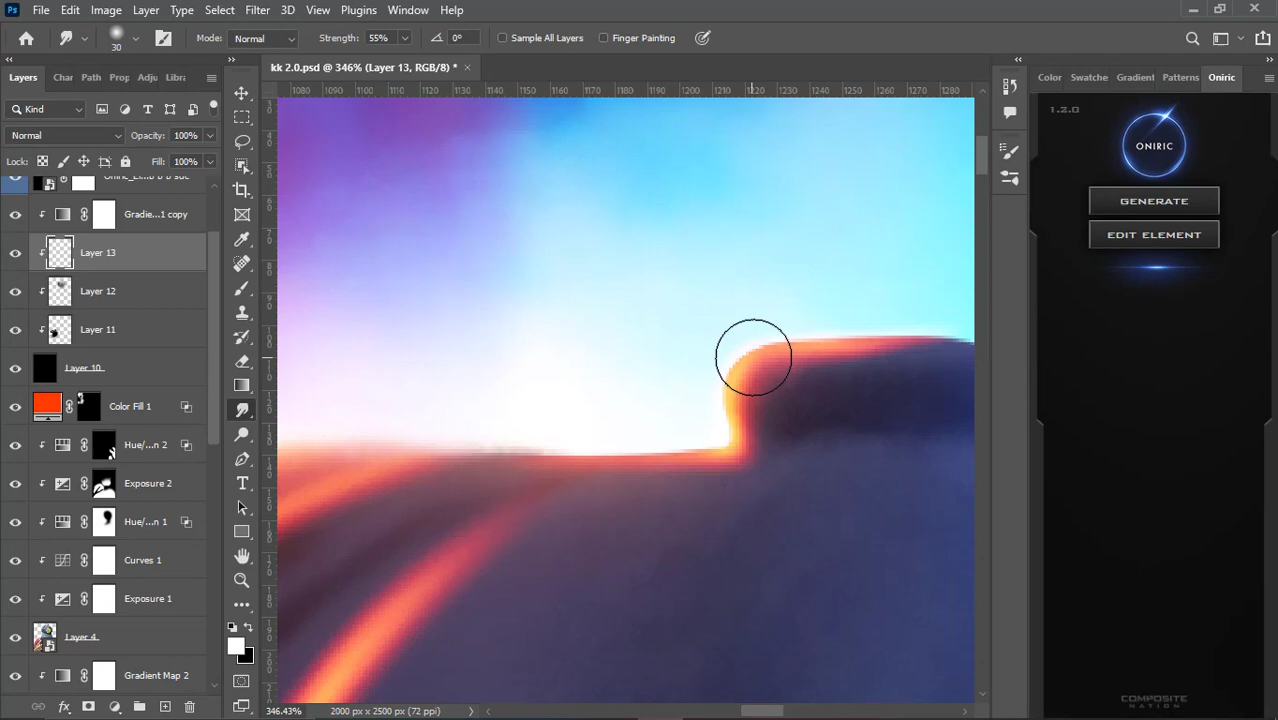 Ps File Edit Image Layer Type Select Filter 3D View Plugins Window Help
30 Mode: Normal Strength: 55% 0° Sample All Layers Finger Painting
kk 2.0.psd @ 346% (Layer 13, RGB/8) *
Layers Char Path Prop Adju Libra
Color Swatche Gradient Patterns Oniric
1080 1090 1100 1110 1120 1130 1140 1150 1160 1170 1180 1190 1200 1210 1220 1230 1240 1250 1260 1270 1280
Kind
1.2.0
Normal Opacity: 100%
ONIRIC
Lock: Fill: 100%
GENERATE
Gradie...1 copy
EDIT ELEMENT
Layer 13
Layer 12
Layer 11
Layer 10
Color Fill 1
Hue/...n 2
Exposure 2
Hue/...n 1
Curves 1
Exposure 1
Layer 4
Gradient Map 2
COMPOSITE
NATION
fx
346.43% 2000 px x 2500 px (72 ppi)